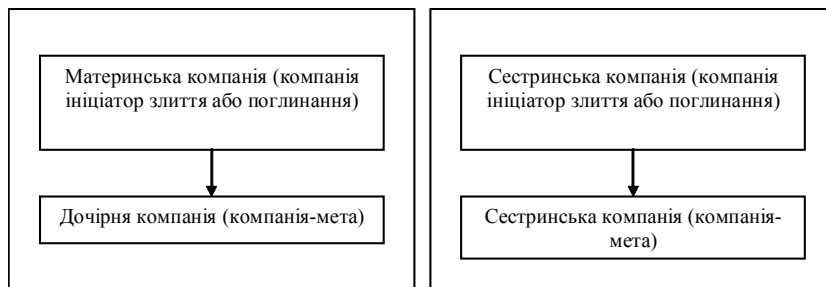 Материнська компанія (компанія
ініціатор злиття або поглинання)
Дочірня компанія (компанія-мета)
Сестринська компанія (компанія
ініціатор злиття або поглинання)
Сестринська компанія (компанія-
мета)